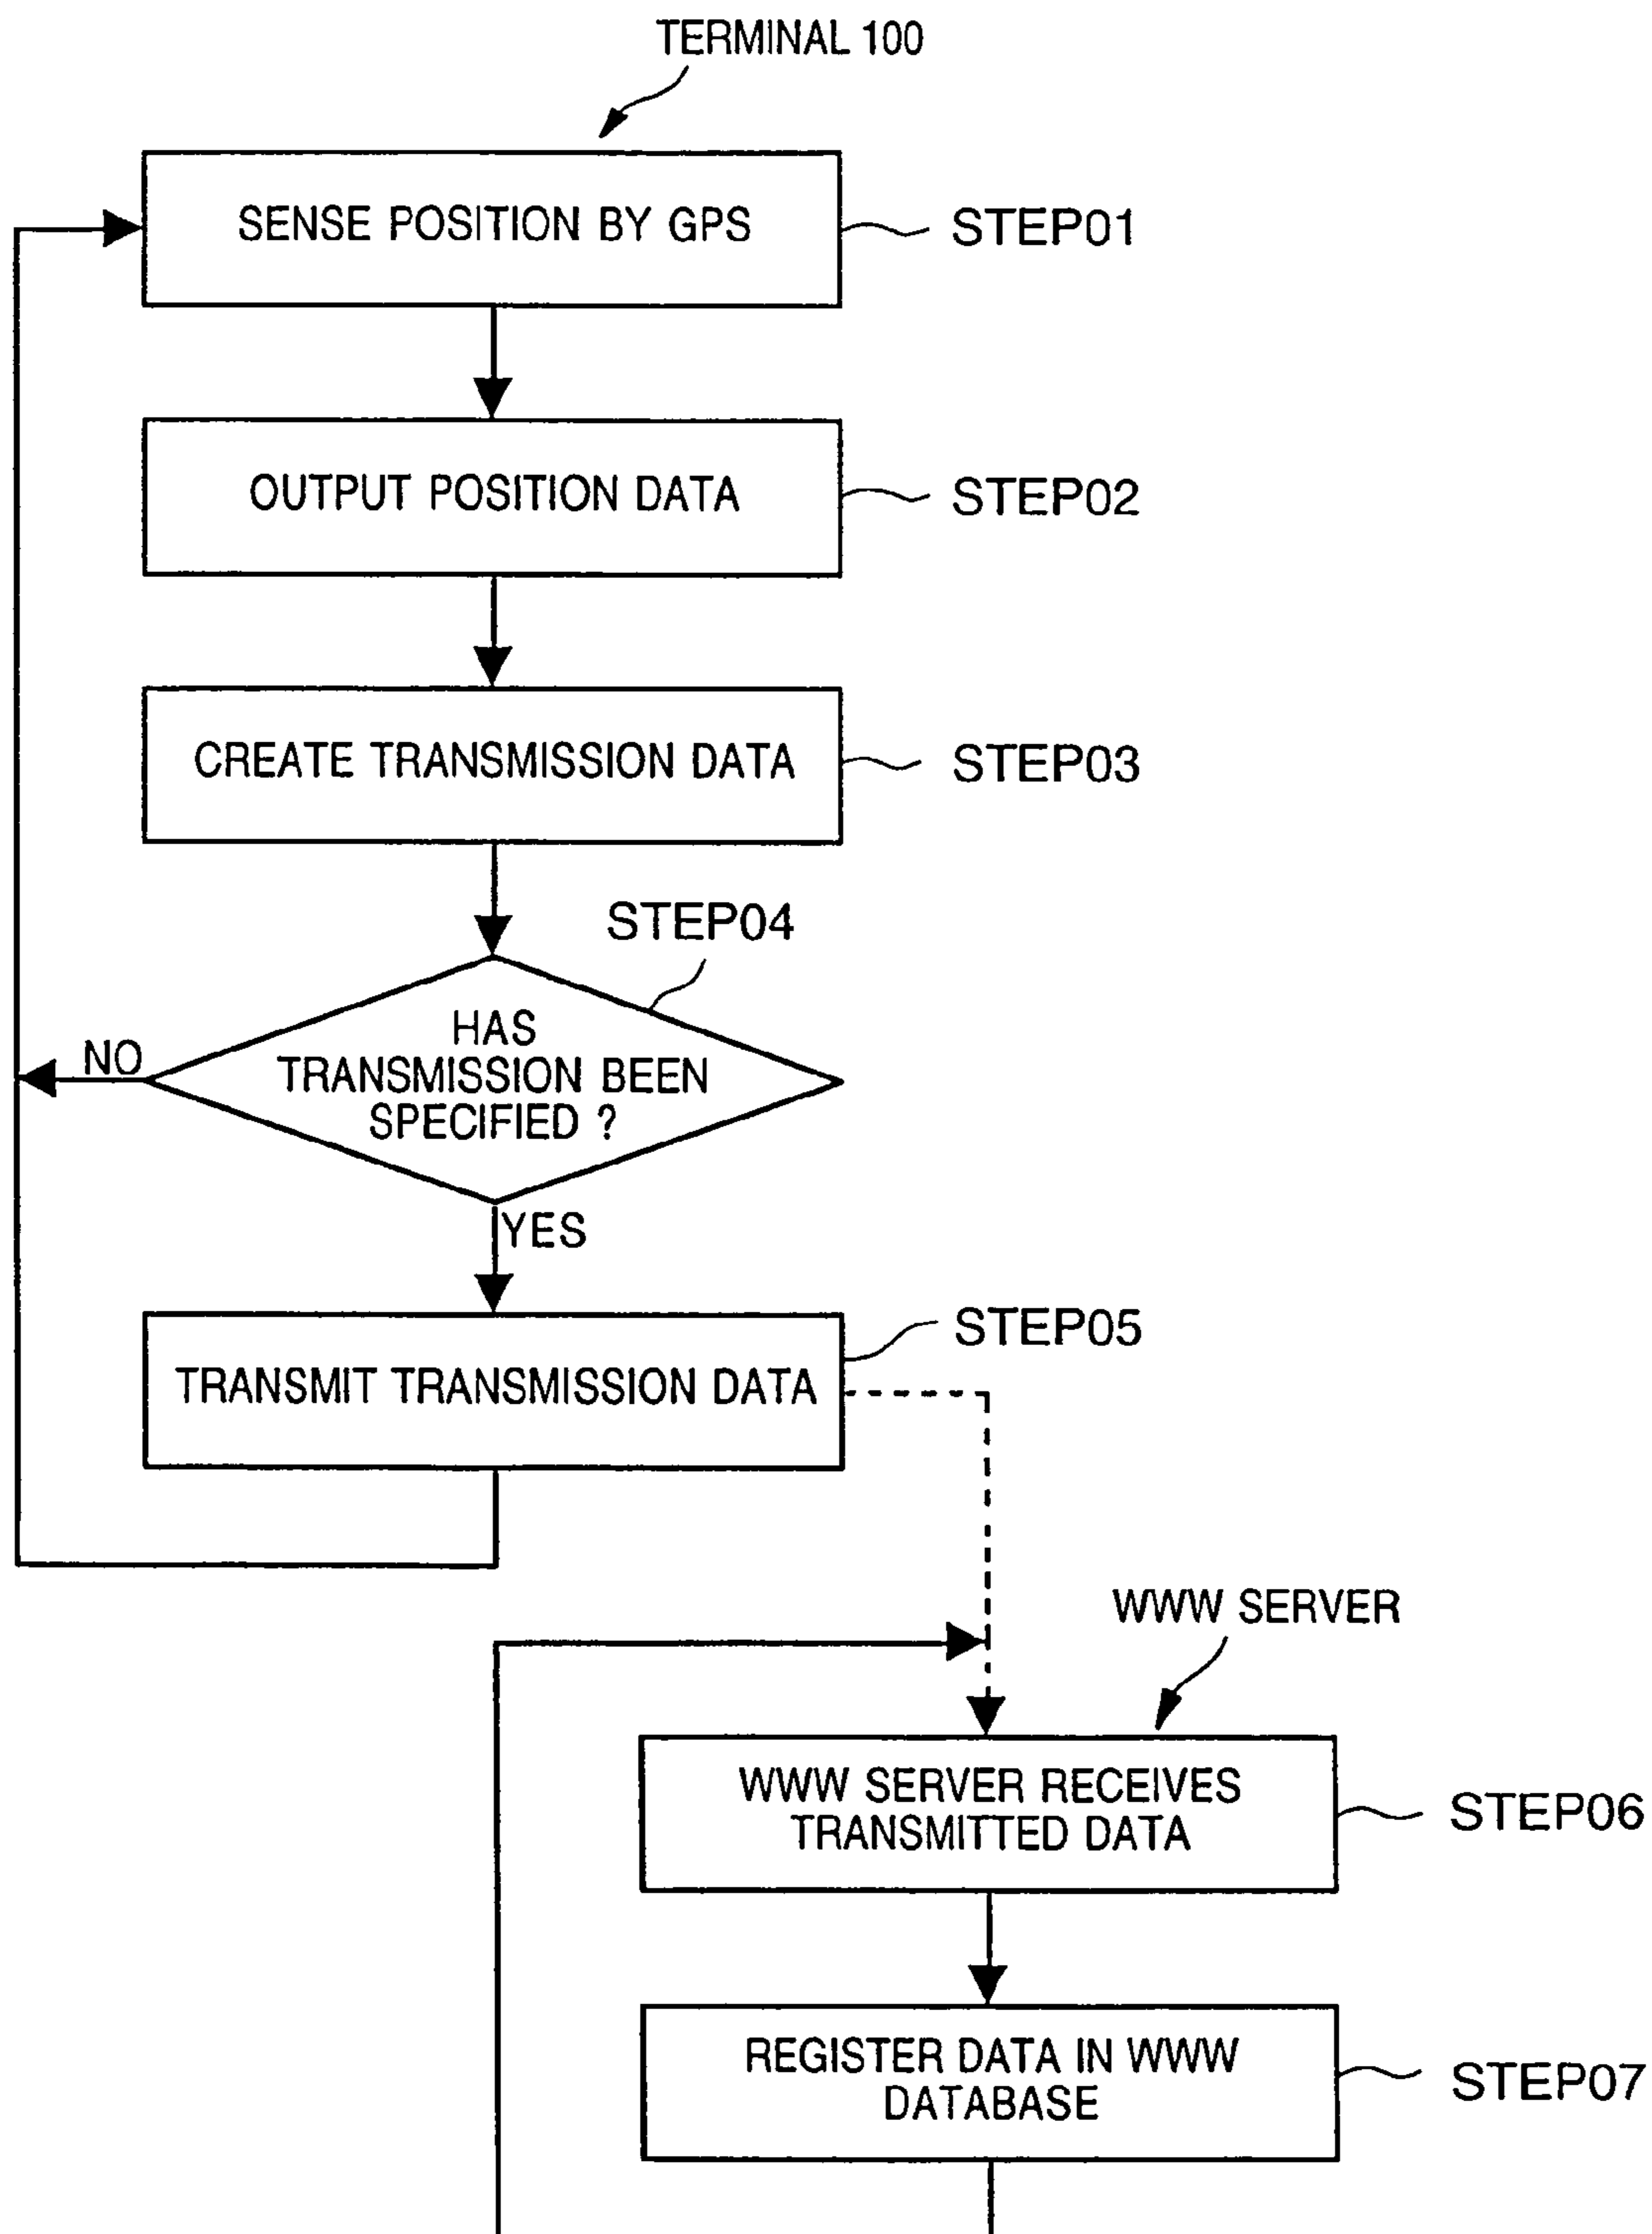 TERMINAL 100
SENSE POSITION BY GPS
STEP01
OUTPUT POSITION DATA
STEP02
CREATE TRANSMISSION DATA
STEP03
STEP04
HAS
TRANSMISSION BEEN
SPECIFIED ?
NO
YES
STEP05
TRANSMIT TRANSMISSION DATA
WWW SERVER
WWW SERVER RECEIVES
TRANSMITTED DATA
STEP06
REGISTER DATA IN WWW
DATABASE
STEP07